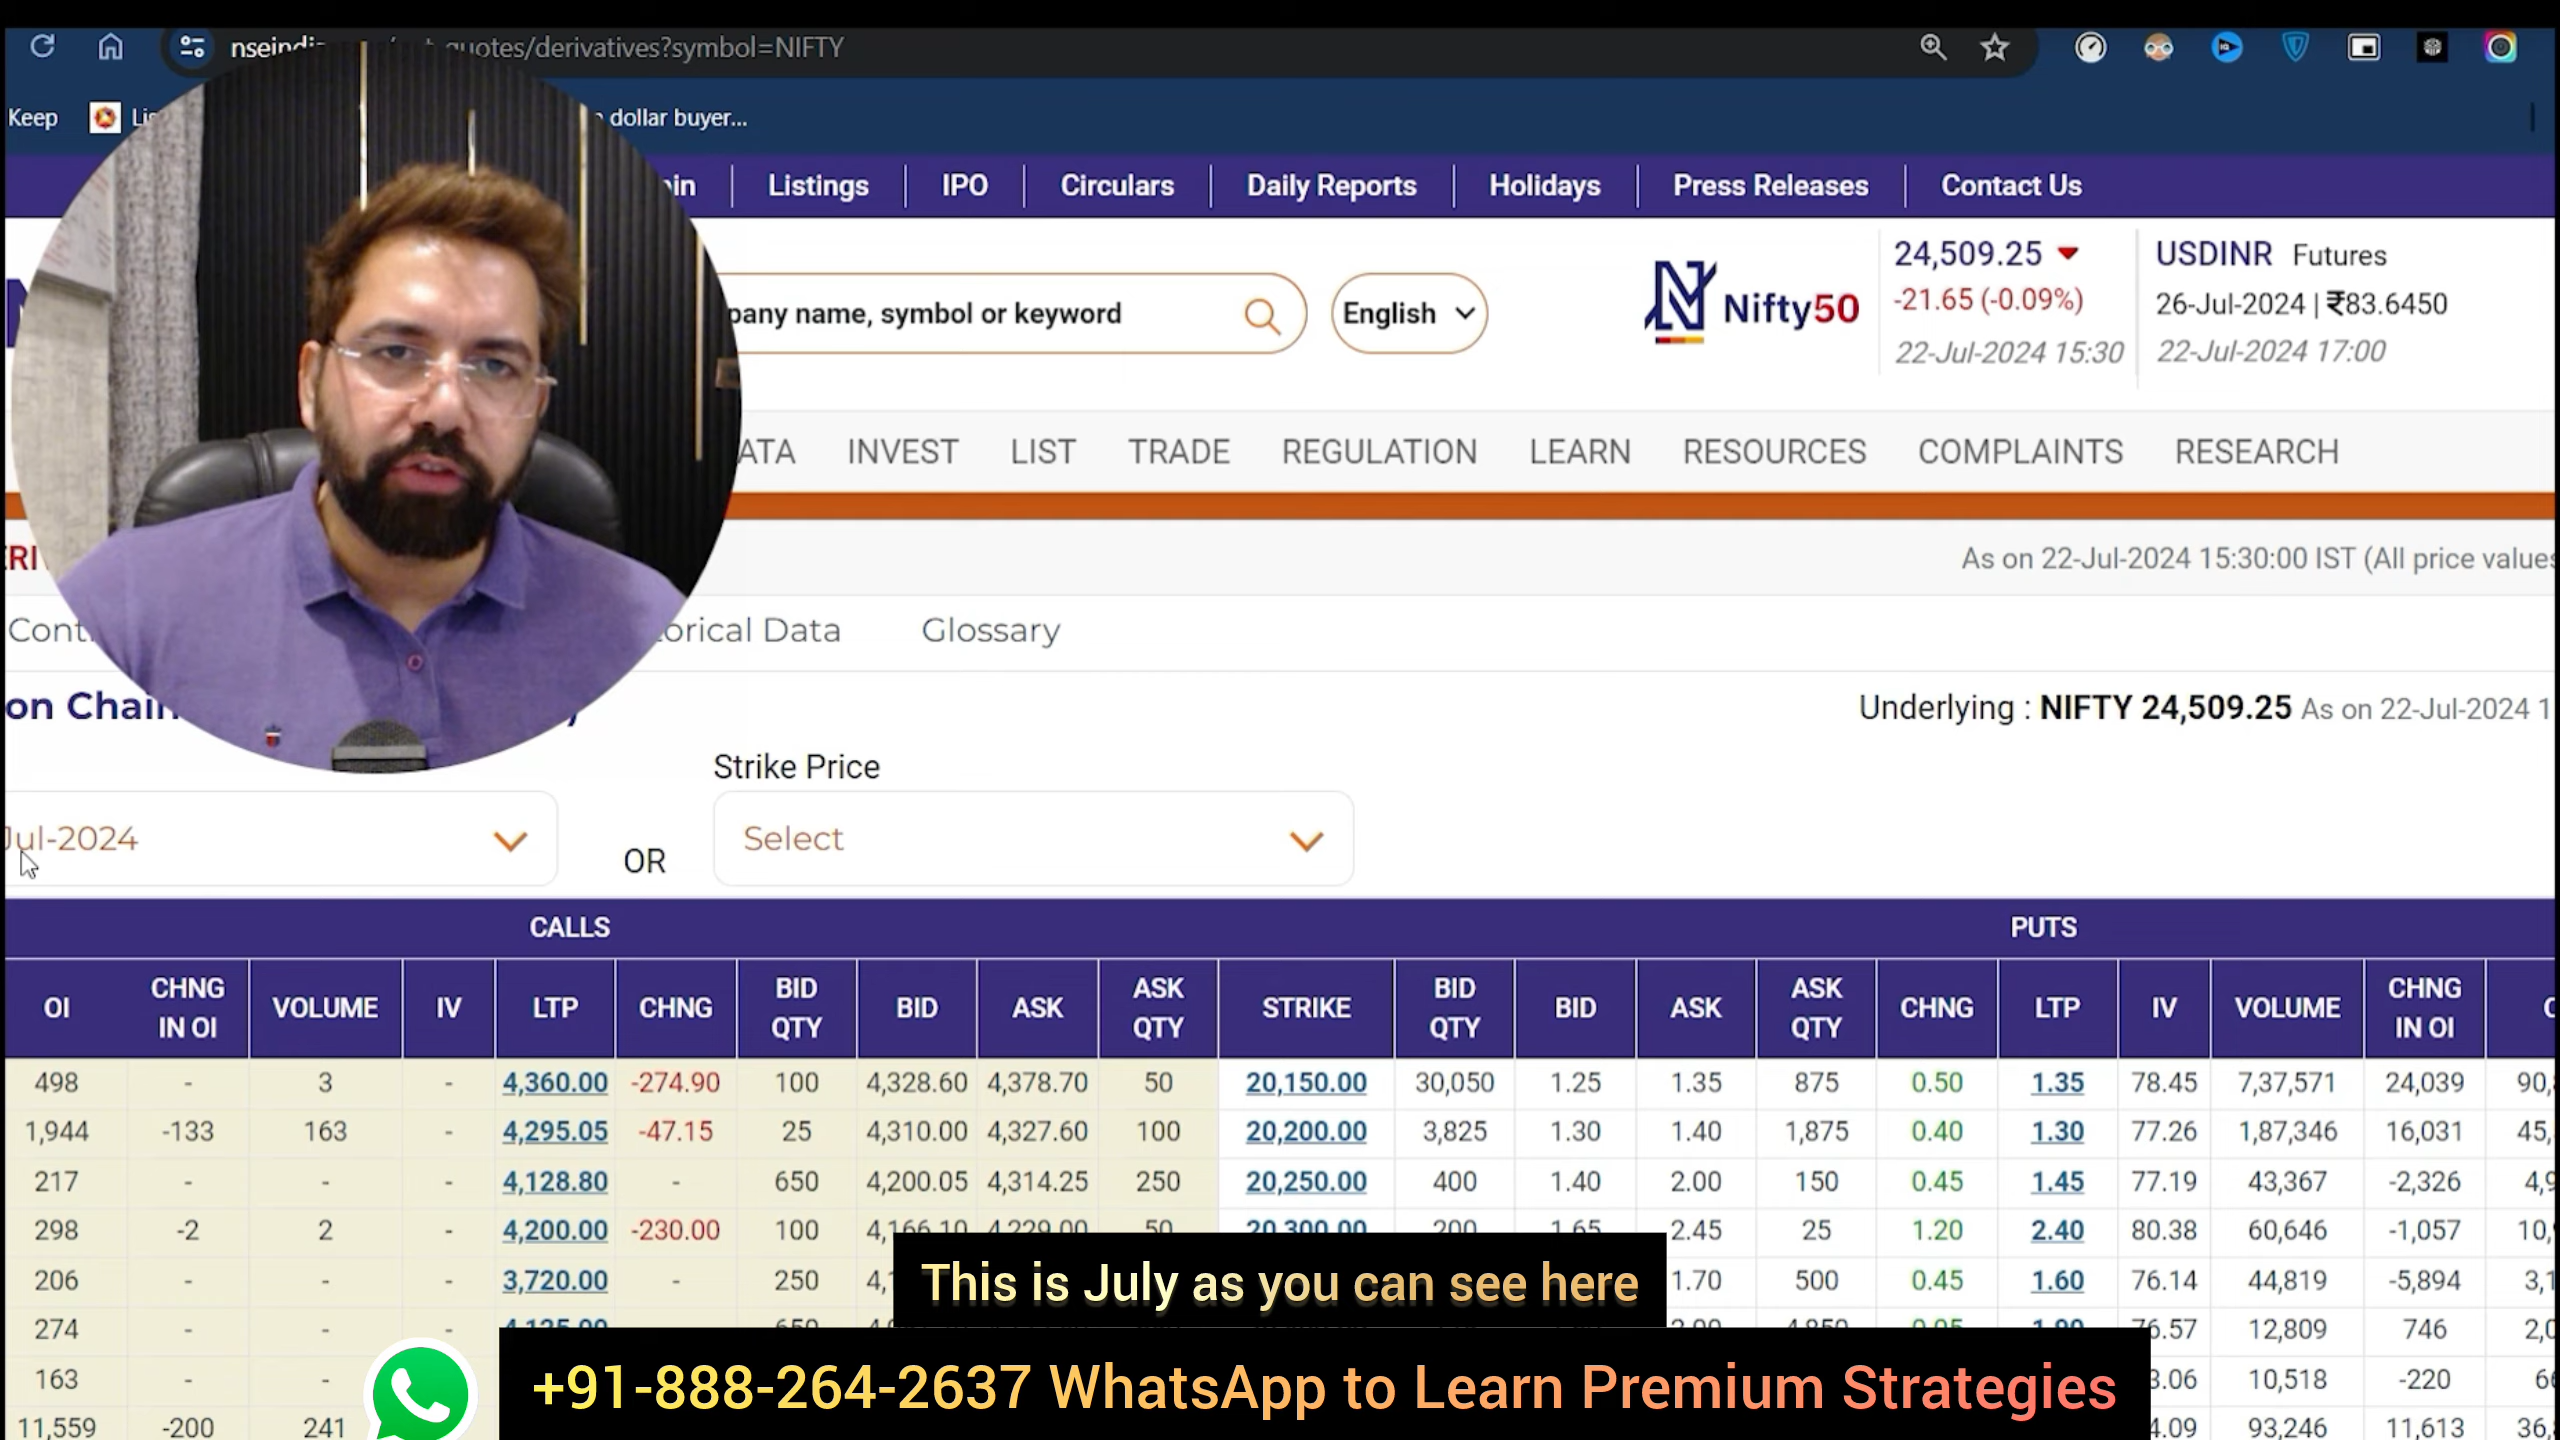 quotes/derivatives?symbol=NIFTY
Keep
dollar buyer...
Listings
IPO
Circulars
Daily Reports
Holidays
Press Releases
Contact Us
company name, symbol or keyword
English
Nifty50
24,509.25
-21.65 (-0.09%)
22-Jul-2024 15:30
USDINR Futures
26-Jul-2024 | ₹83.6450
22-Jul-2024 17:00
INVEST LIST TRADE REGULATION LEARN RESOURCES COMPLAINTS RESEARCH
As on 22-Jul-2024 15:30:00 IST (All price values
Glossary
Underlying : NIFTY 24,509.25 As on 22-Jul-2024 1
Strike Price
Jul-2024
OR
Select
CALLS PUTS
OI CHNG IN OI VOLUME IV LTP CHNG BID QTY BID ASK ASK QTY STRIKE BID QTY BID ASK ASK QTY CHNG LTP IV VOLUME CHNG IN OI
498 - 3 - 4,360.00 -274.90 100 4,328.60 4,378.70 50 20,150.00 30,050 1.25 1.35 875 0.50 1.35 78.45 7,37,571 24,039
1,944 -133 163 - 4,295.05 -47.15 25 4,310.00 4,327.60 100 20,200.00 3,825 1.30 1.40 1,875 0.40 1.30 77.26 1,87,346 16,031
217 - - - 4,128.80 - 650 4,200.05 4,314.25 250 20,250.00 400 1.40 2.00 150 0.45 1.45 77.19 43,367 -2,326
298 -2 2 - 4,200.00 -230.00 100 4,166.10 4,229.00 50 20,300.00 200 1.65 2.45 25 1.20 2.40 80.38 60,646 -1,057
206 - - - 3,720.00 - 250 1.70 500 0.45 1.60 76.14 44,819 -5,894
This is July as you can see here
274 - - - 12,809 746
163 - - 10,518 -220
+91-888-264-2637 WhatsApp to Learn Premium Strategies
11,559 -200 241 93,246 11,613